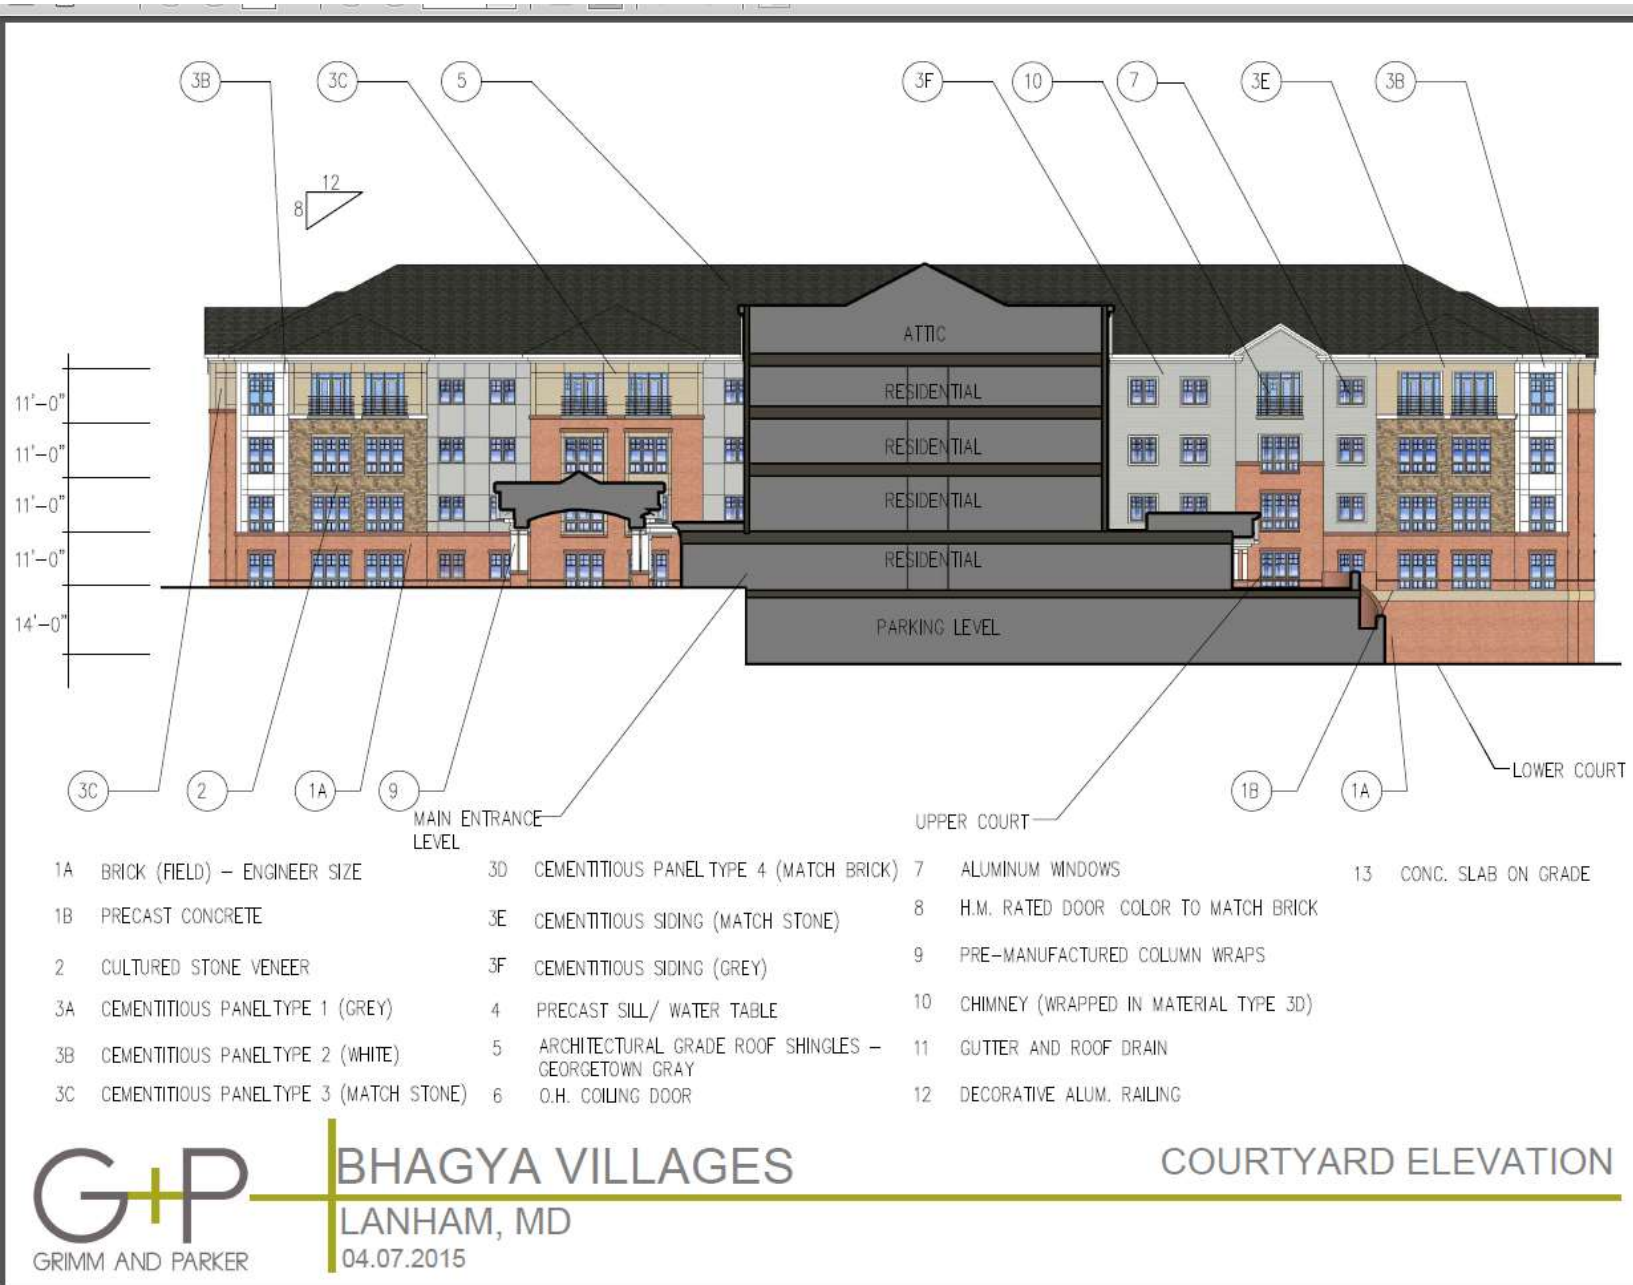 3B
3C
5
3F
10
7
3E
3B
12
8
ATTIC
11'-0"
RESIDENTIAL
11'-0"
RESIDENTIAL
11'-0"
RESIDENTIAL
11'-0"
RESIDENTIAL
14'-0"
PARKING LEVEL
3C
2
1A
9
MAIN ENTRANCE
LEVEL
UPPER COURT
1B
1A
LOWER COURT
1A BRICK (FIELD) – ENGINEER SIZE
1B PRECAST CONCRETE
2 CULTURED STONE VENEER
3A CEMENTITIOUS PANEL TYPE 1 (GREY)
3B CEMENTITIOUS PANEL TYPE 2 (WHITE)
3C CEMENTITIOUS PANEL TYPE 3 (MATCH STONE)
3D CEMENTITIOUS PANEL TYPE 4 (MATCH BRICK)
3E CEMENTITIOUS SIDING (MATCH STONE)
3F CEMENTITIOUS SIDING (GREY)
4 PRECAST SILL/ WATER TABLE
5 ARCHITECTURAL GRADE ROOF SHINGLES –
GEORGETOWN GRAY
6 O.H. COILING DOOR
7 ALUMINUM WINDOWS
8 H.M. RATED DOOR COLOR TO MATCH BRICK
9 PRE-MANUFACTURED COLUMN WRAPS
10 CHIMNEY (WRAPPED IN MATERIAL TYPE 3D)
11 GUTTER AND ROOF DRAIN
12 DECORATIVE ALUM. RAILING
13 CONC. SLAB ON GRADE
G+P
GRIMM AND PARKER
BHAGYA VILLAGES
LANHAM, MD
04.07.2015
COURTYARD ELEVATION